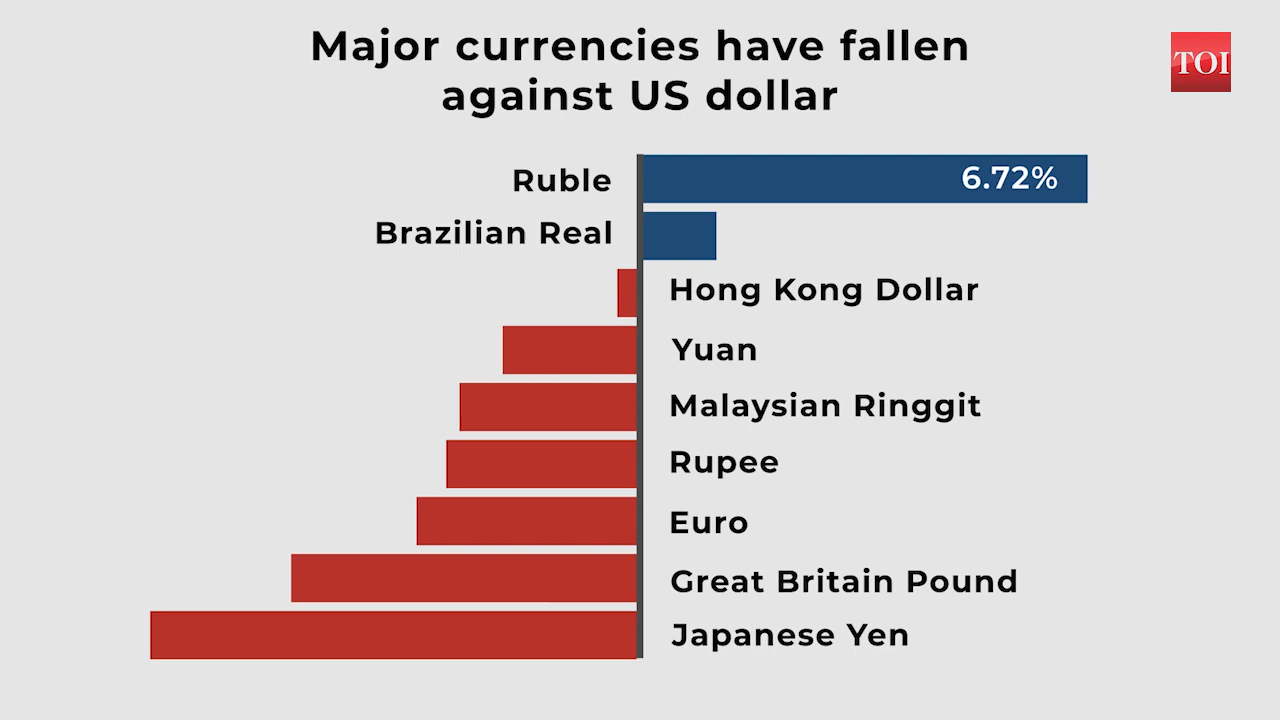 Major currencies have fallen
against US dollar
TOI
Ruble
6.72%
Brazilian Real
Hong Kong Dollar
Yuan
Malaysian Ringgit
Rupee
Euro
Great Britain Pound
Japanese Yen